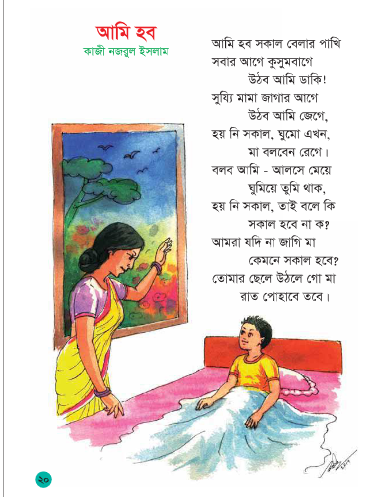 আমি হব
কাজী নজরুল ইসলাম
আমি হব সকাল বেলার পাখি
সবার আগে কুসুমবাগে
উঠব আমি ডাকি!
সুয্যি মামা জাগার আগে
উঠব আমি জেগে,
হয় নি সকাল, ঘুমো এখন,
মা বলবেন রেগে।
বলব আমি - আলসে মেয়ে
ঘুমিয়ে তুমি থাক,
হয় নি সকাল, তাই বলে কি
সকাল হবে না ক?
আমরা যদি না জাগি মা
কেমনে সকাল হবে?
তোমার ছেলে উঠলে গো মা
রাত পোহাবে তবে।
২০